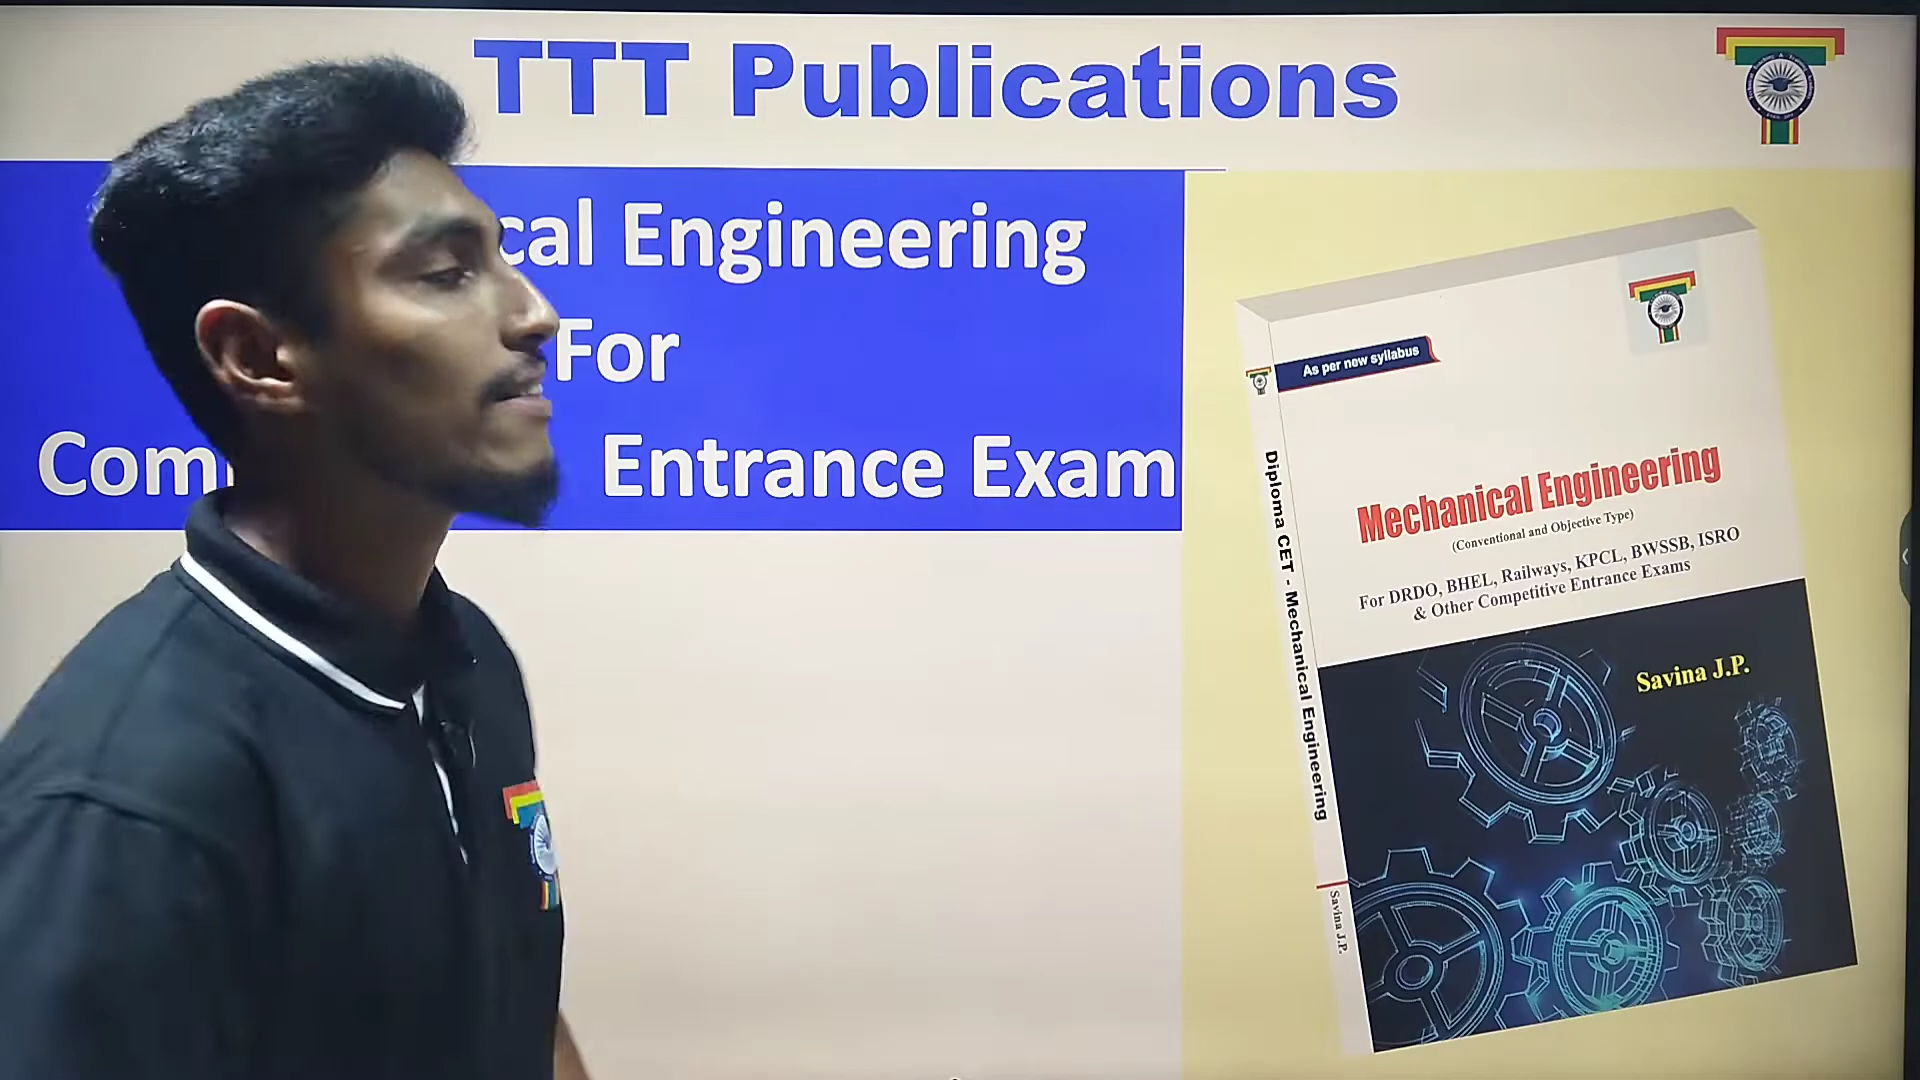 TTT Publications
cal Engineering
For
Com Entrance Exam
As per new syllabus
Mechanical Engineering
(Conventional and Objective Type)
For DRDO, BHEL, Railways, KPCL, BWSSB, ISRO
& Other Competitive Entrance Exams
Savina J.P.
Diploma CET - Mechanical Engineering
Savina J.P.